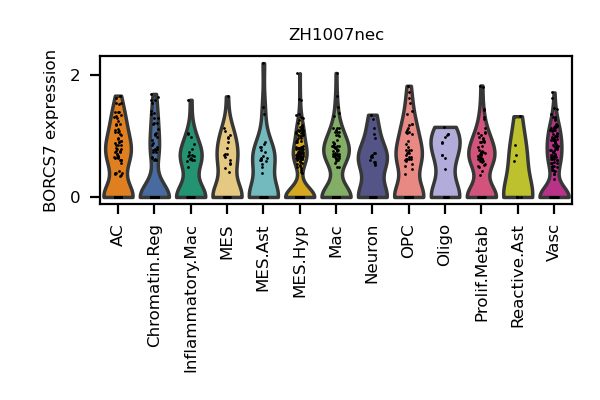 ZH1007nec
BORCS7 expression
2
0
AC
Chromatin.Reg
Inflammatory.Mac
MES
MES.Ast
MES.Hyp
Mac
Neuron
OPC
Oligo
Prolif.Metab
Reactive.Ast
Vasc